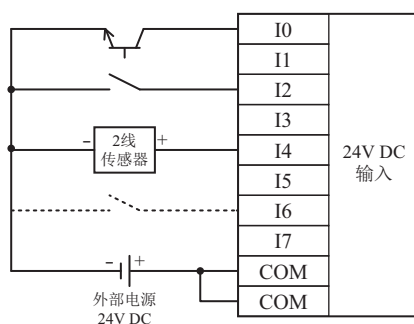 I0
I1
I2
- 2线 +
传感器
I3
I4
I5
I6
I7
24V DC
输入
- +
COM
COM
外部电源
24V DC